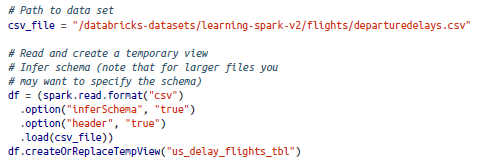 # Path to data set
csv_file = "/databricks-datasets/learning-spark-v2/flights/departuredelays.csv"
# Read and create a temporary view
# Infer schema (note that for larger files you
# may want to specify the schema)
df = (spark.read.format("csv")
.option("inferSchema", "true")
.option("header", "true")
.load(csv_file))
df.createOrReplaceTempView("us_delay_flights_tbl")